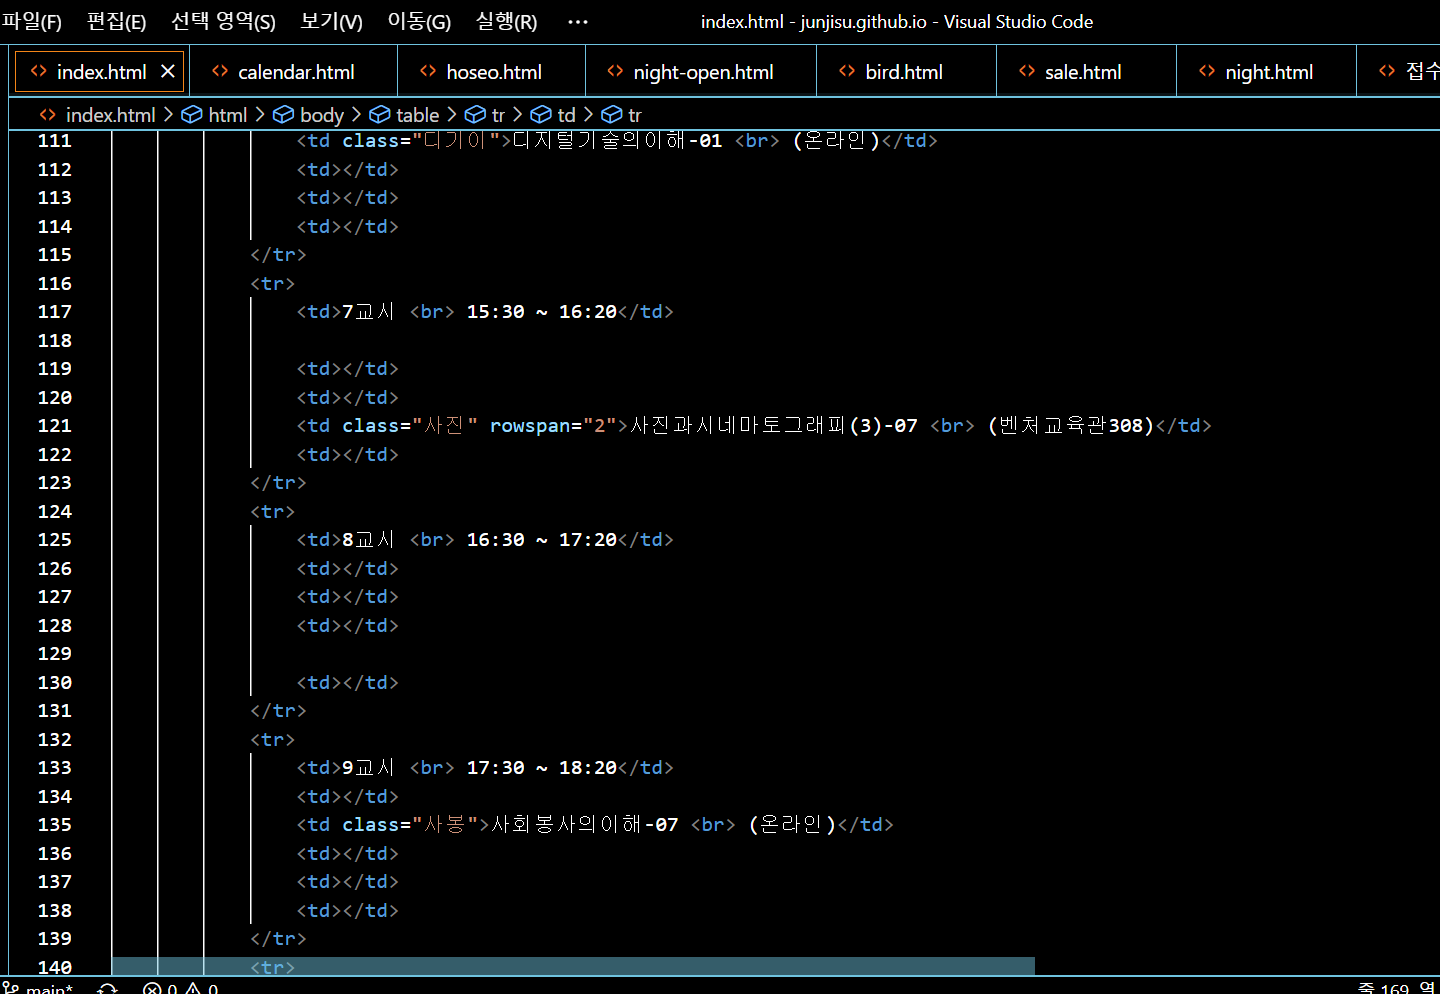 파일(F) 편집(E) 선택 영역(S) 보기(V) 이동(G) 실행(R) ··· index.html - junjisu.github.io - Visual Studio Code
index.html calendar.html hoseo.html night-open.html bird.html sale.html night.html 접수
index.html > html > body > table > tr > td > tr
111 <td class="디기이">디지털기술의이해-01 <br> (온라인)</td>
112 <td></td>
113 <td></td>
114 <td></td>
115 </tr>
116 <tr>
117 <td>7교시 <br> 15:30 ~ 16:20</td>
118
119 <td></td>
120 <td></td>
121 <td class="사진" rowspan="2">사진과시네마토그래피(3)-07 <br> (벤처교육관308)</td>
122 <td></td>
123 </tr>
124 <tr>
125 <td>8교시 <br> 16:30 ~ 17:20</td>
126 <td></td>
127 <td></td>
128 <td></td>
129
130 <td></td>
131 </tr>
132 <tr>
133 <td>9교시 <br> 17:30 ~ 18:20</td>
134 <td></td>
135 <td class="사봉">사회봉사의이해-07 <br> (온라인)</td>
136 <td></td>
137 <td></td>
138 <td></td>
139 </tr>
140 <tr>
main* 0 0 줄 169, 열